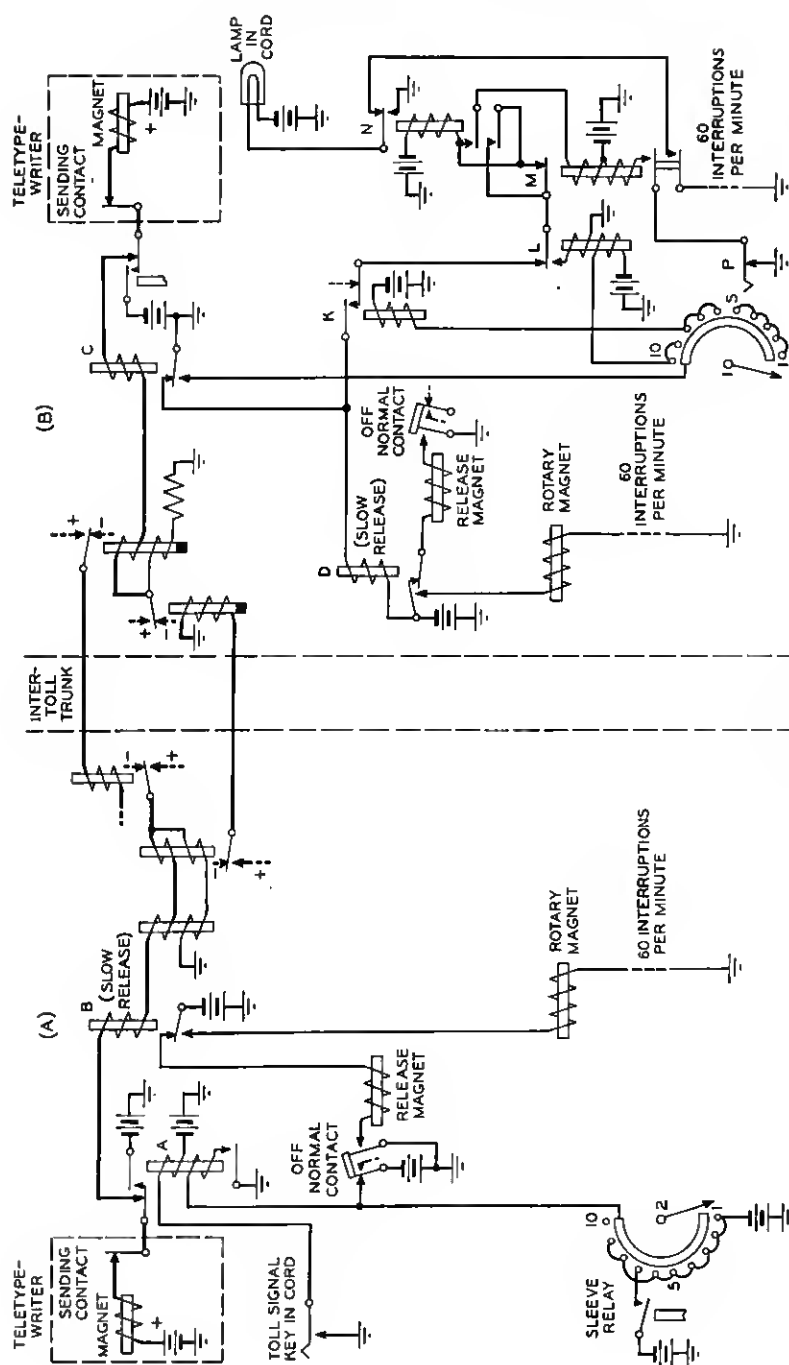 TELETYPE-
WRITER
SENDING
CONTACT
MAGNET
+
TOLL SIGNAL
KEY IN CORD
A
B
(SLOW
RELEASE)
(A)
OFF
NORMAL
CONTACT
RELEASE
MAGNET
ROTARY
MAGNET
60 INTERRUPTIONS
PER MINUTE
SLEEVE
RELAY
10
5
1
2
-
+
-
+
INTER-
TOLL
TRUNK
(B)
+
-
+
-
C
TELETYPE-
WRITER
SENDING
CONTACT
MAGNET
+
LAMP
IN
CORD
D
(SLOW
RELEASE)
OFF
NORMAL
CONTACT
RELEASE
MAGNET
ROTARY
MAGNET
60
INTERRUPTIONS
PER MINUTE
K
L
M
N
P
10
5
1
1
60
INTERRUPTIONS
PER MINUTE